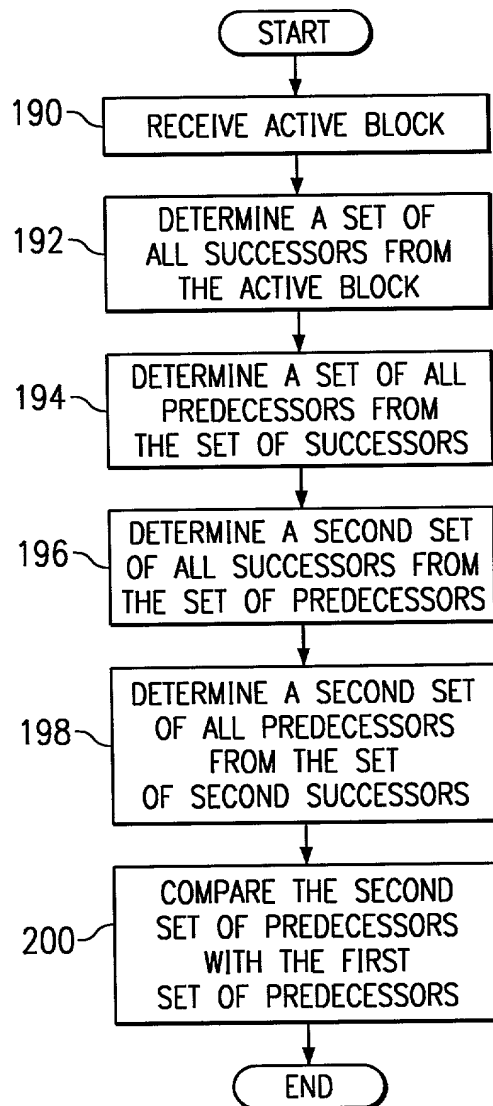 START
190
RECEIVE ACTIVE BLOCK
192
DETERMINE A SET OF
ALL SUCCESSORS FROM
THE ACTIVE BLOCK
194
DETERMINE A SET OF ALL
PREDECESSORS FROM
THE SET OF SUCCESSORS
196
DETERMINE A SECOND SET
OF ALL SUCCESSORS FROM
THE SET OF PREDECESSORS
198
DETERMINE A SECOND SET
OF ALL PREDECESSORS
FROM THE SET
OF SECOND SUCCESSORS
200
COMPARE THE SECOND
SET OF PREDECESSORS
WITH THE FIRST
SET OF PREDECESSORS
END